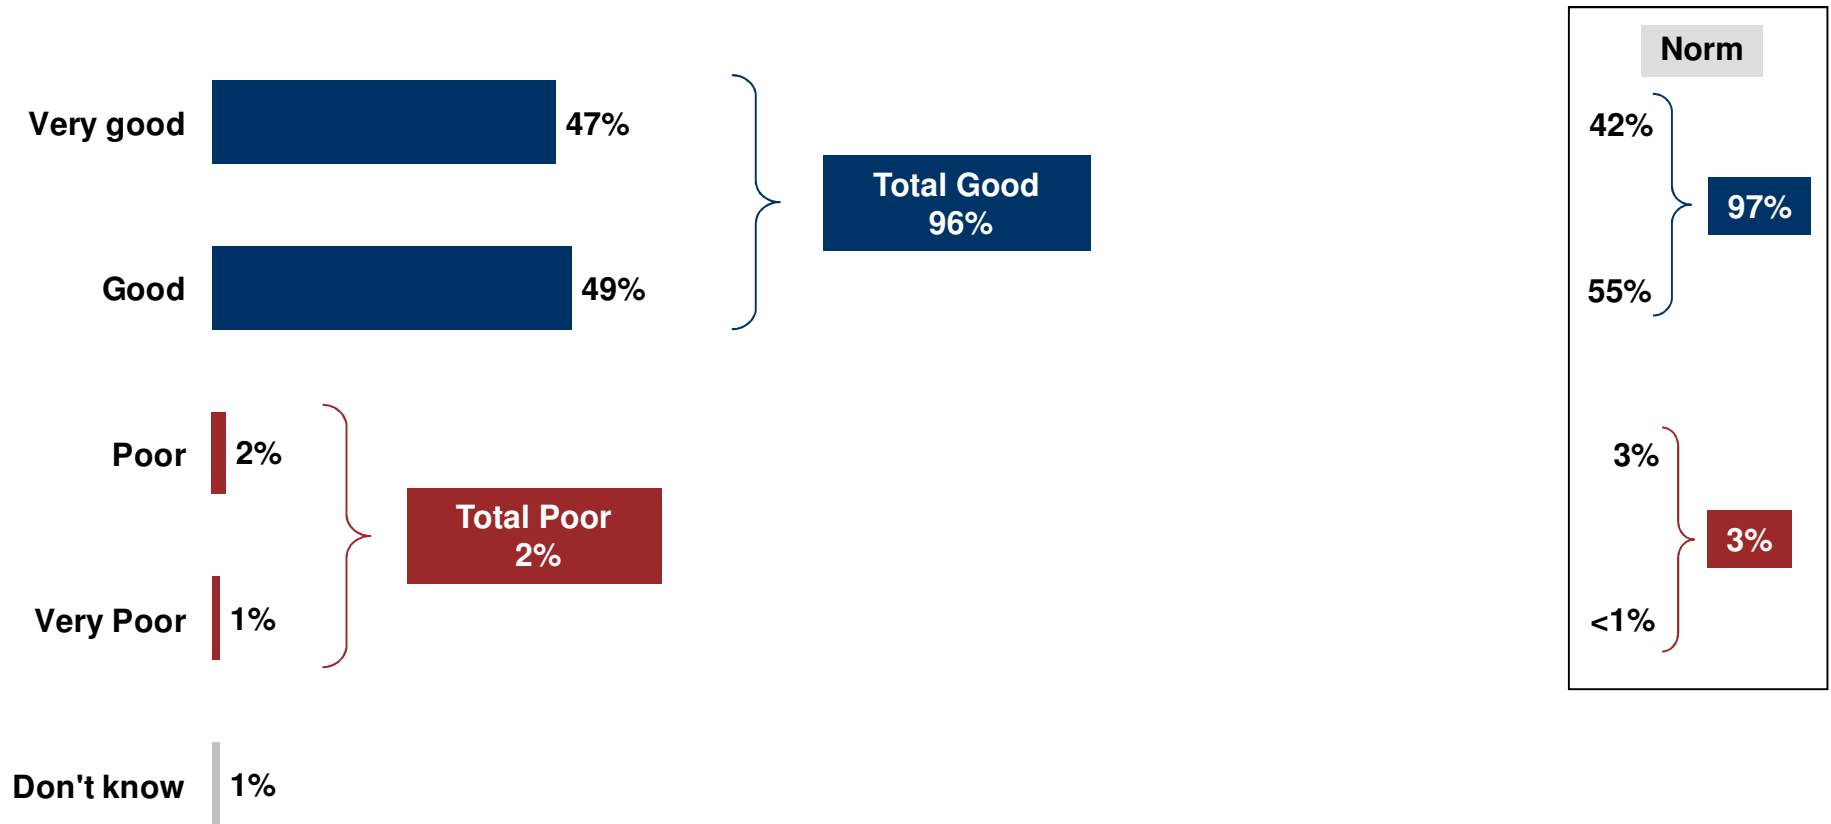 Norm
Very good 47% 42%
Total Good
96%
97%
Good 49% 55%
Poor 2% 3%
Total Poor
2%
3%
Very Poor 1% <1%
Don't know 1%